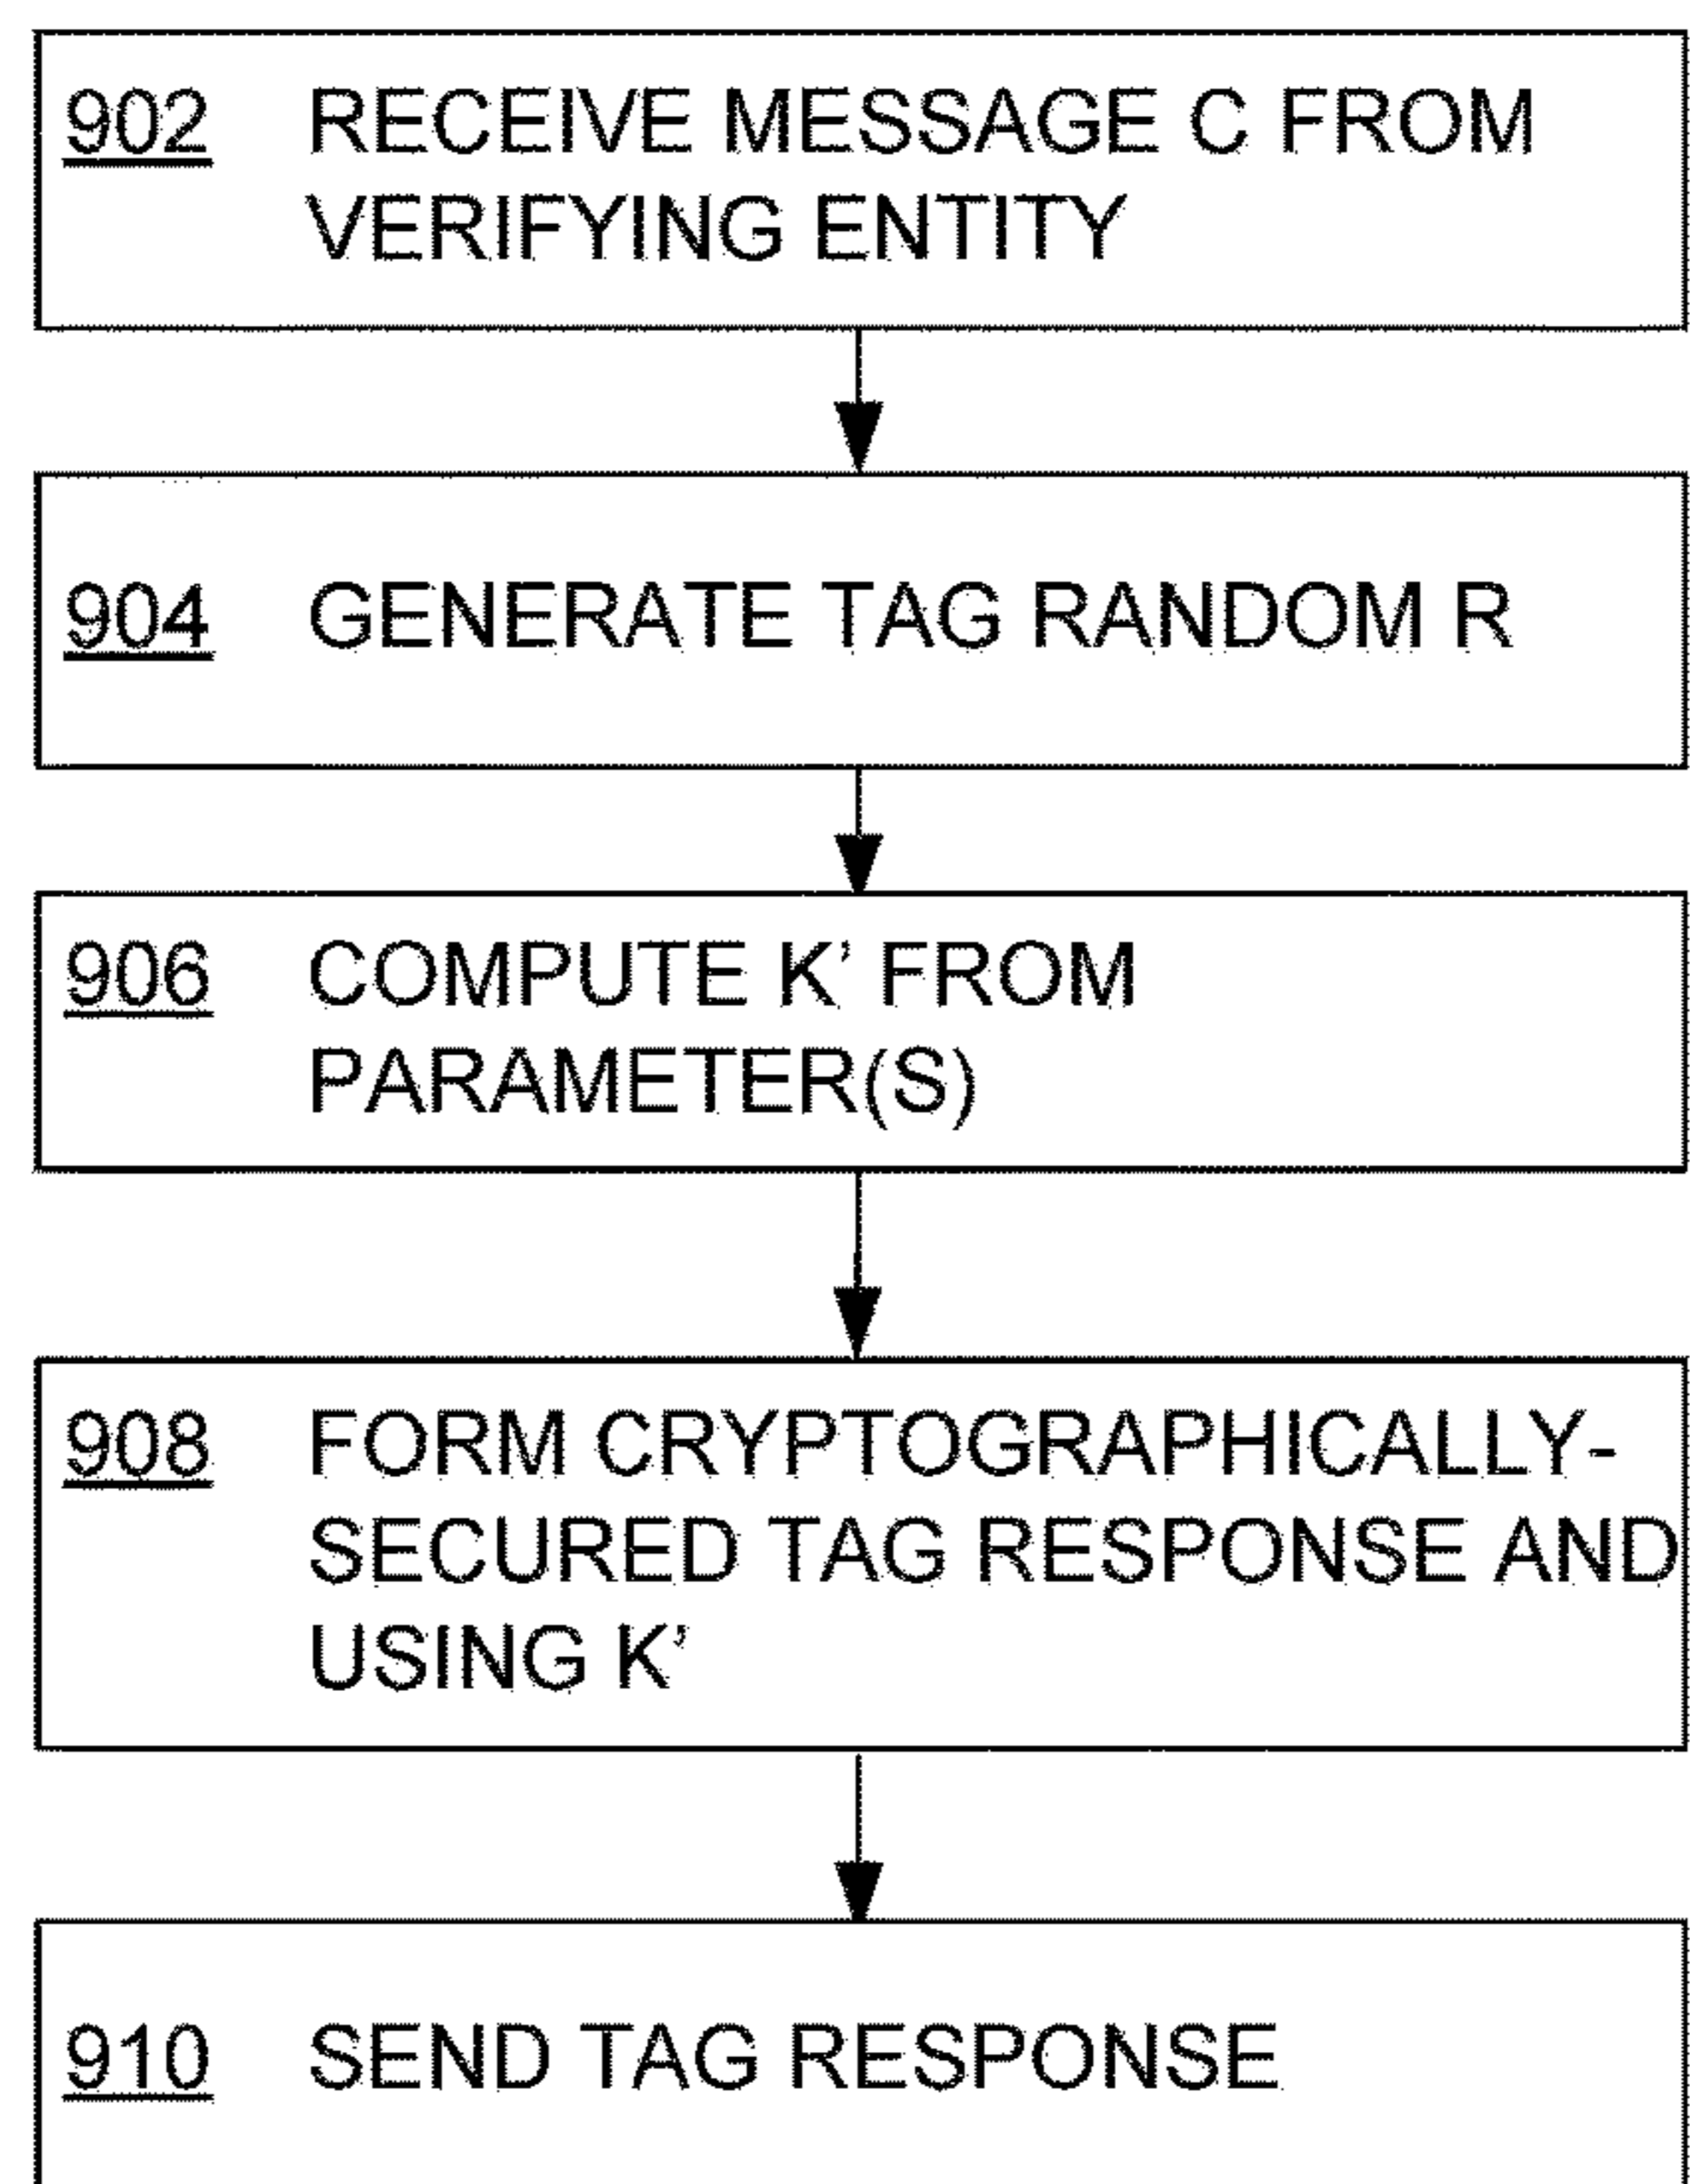 902 RECEIVE MESSAGE C FROM
VERIFYING ENTITY
904 GENERATE TAG RANDOM R
906 COMPUTE K' FROM
PARAMETER(S)
908 FORM CRYPTOGRAPHICALLY-
SECURED TAG RESPONSE AND
USING K'
910 SEND TAG RESPONSE